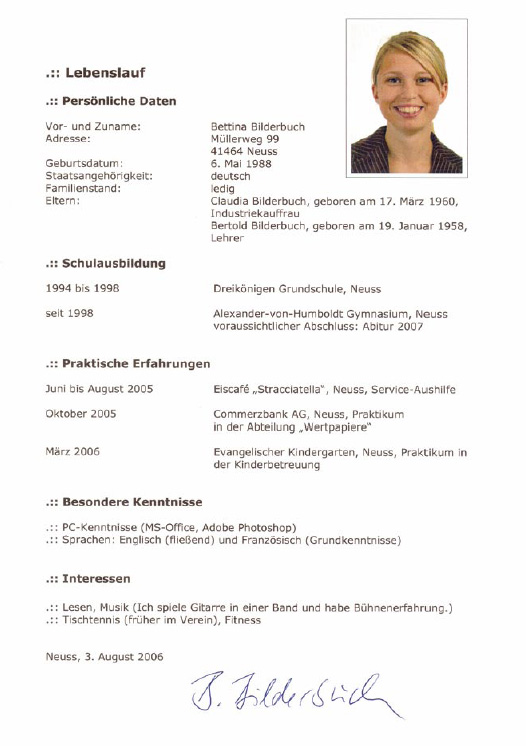 .:: Lebenslauf
.:: Persönliche Daten
Vor- und Zuname: Bettina Bilderbuch
Adresse: Müllerweg 99
41464 Neuss
Geburtsdatum: 6. Mai 1988
Staatsangehörigkeit: deutsch
Familienstand: ledig
Eltern: Claudia Bilderbuch, geboren am 17. März 1960,
Industriekauffrau
Bertold Bilderbuch, geboren am 19. Januar 1958,
Lehrer
.:: Schulausbildung
1994 bis 1998 Dreikönigen Grundschule, Neuss
seit 1998 Alexander-von-Humboldt Gymnasium, Neuss
voraussichtlicher Abschluss: Abitur 2007
.:: Praktische Erfahrungen
Juni bis August 2005 Eiscafé „Stracciatella“, Neuss, Service-Aushilfe
Oktober 2005 Commerzbank AG, Neuss, Praktikum
in der Abteilung „Wertpapiere“
März 2006 Evangelischer Kindergarten, Neuss, Praktikum in
der Kinderbetreuung
.:: Besondere Kenntnisse
.:: PC-Kenntnisse (MS-Office, Adobe Photoshop)
.:: Sprachen: Englisch (fließend) und Französisch (Grundkenntnisse)
.:: Interessen
.:: Lesen, Musik (Ich spiele Gitarre in einer Band und habe Bühnenerfahrung.)
.:: Tischtennis (früher im Verein), Fitness
Neuss, 3. August 2006
B. Bilderbuch